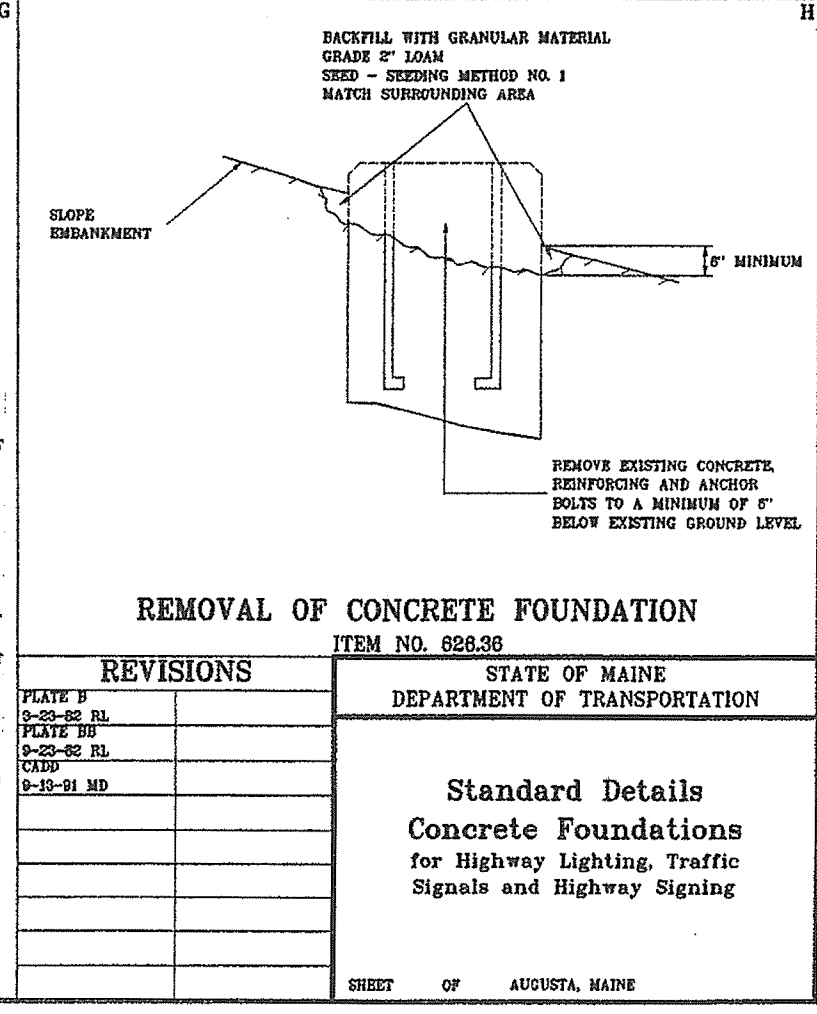 G
H
BACKFILL WITH GRANULAR MATERIAL
GRADE 2" LOAM
SEED - SEEDING METHOD NO. 1
MATCH SURROUNDING AREA
SLOPE
EMBANKMENT
6" MINIMUM
REMOVE EXISTING CONCRETE,
REINFORCING AND ANCHOR
BOLTS TO A MINIMUM OF 6"
BELOW EXISTING GROUND LEVEL
REMOVAL OF CONCRETE FOUNDATION
ITEM NO. 626.36
REVISIONS
PLATE B
3-23-82 RL
PLATE BB
9-23-82 RL
CADD
9-13-91 MD
STATE OF MAINE
DEPARTMENT OF TRANSPORTATION
Standard Details
Concrete Foundations
for Highway Lighting, Traffic
Signals and Highway Signing
SHEET OF AUGUSTA, MAINE